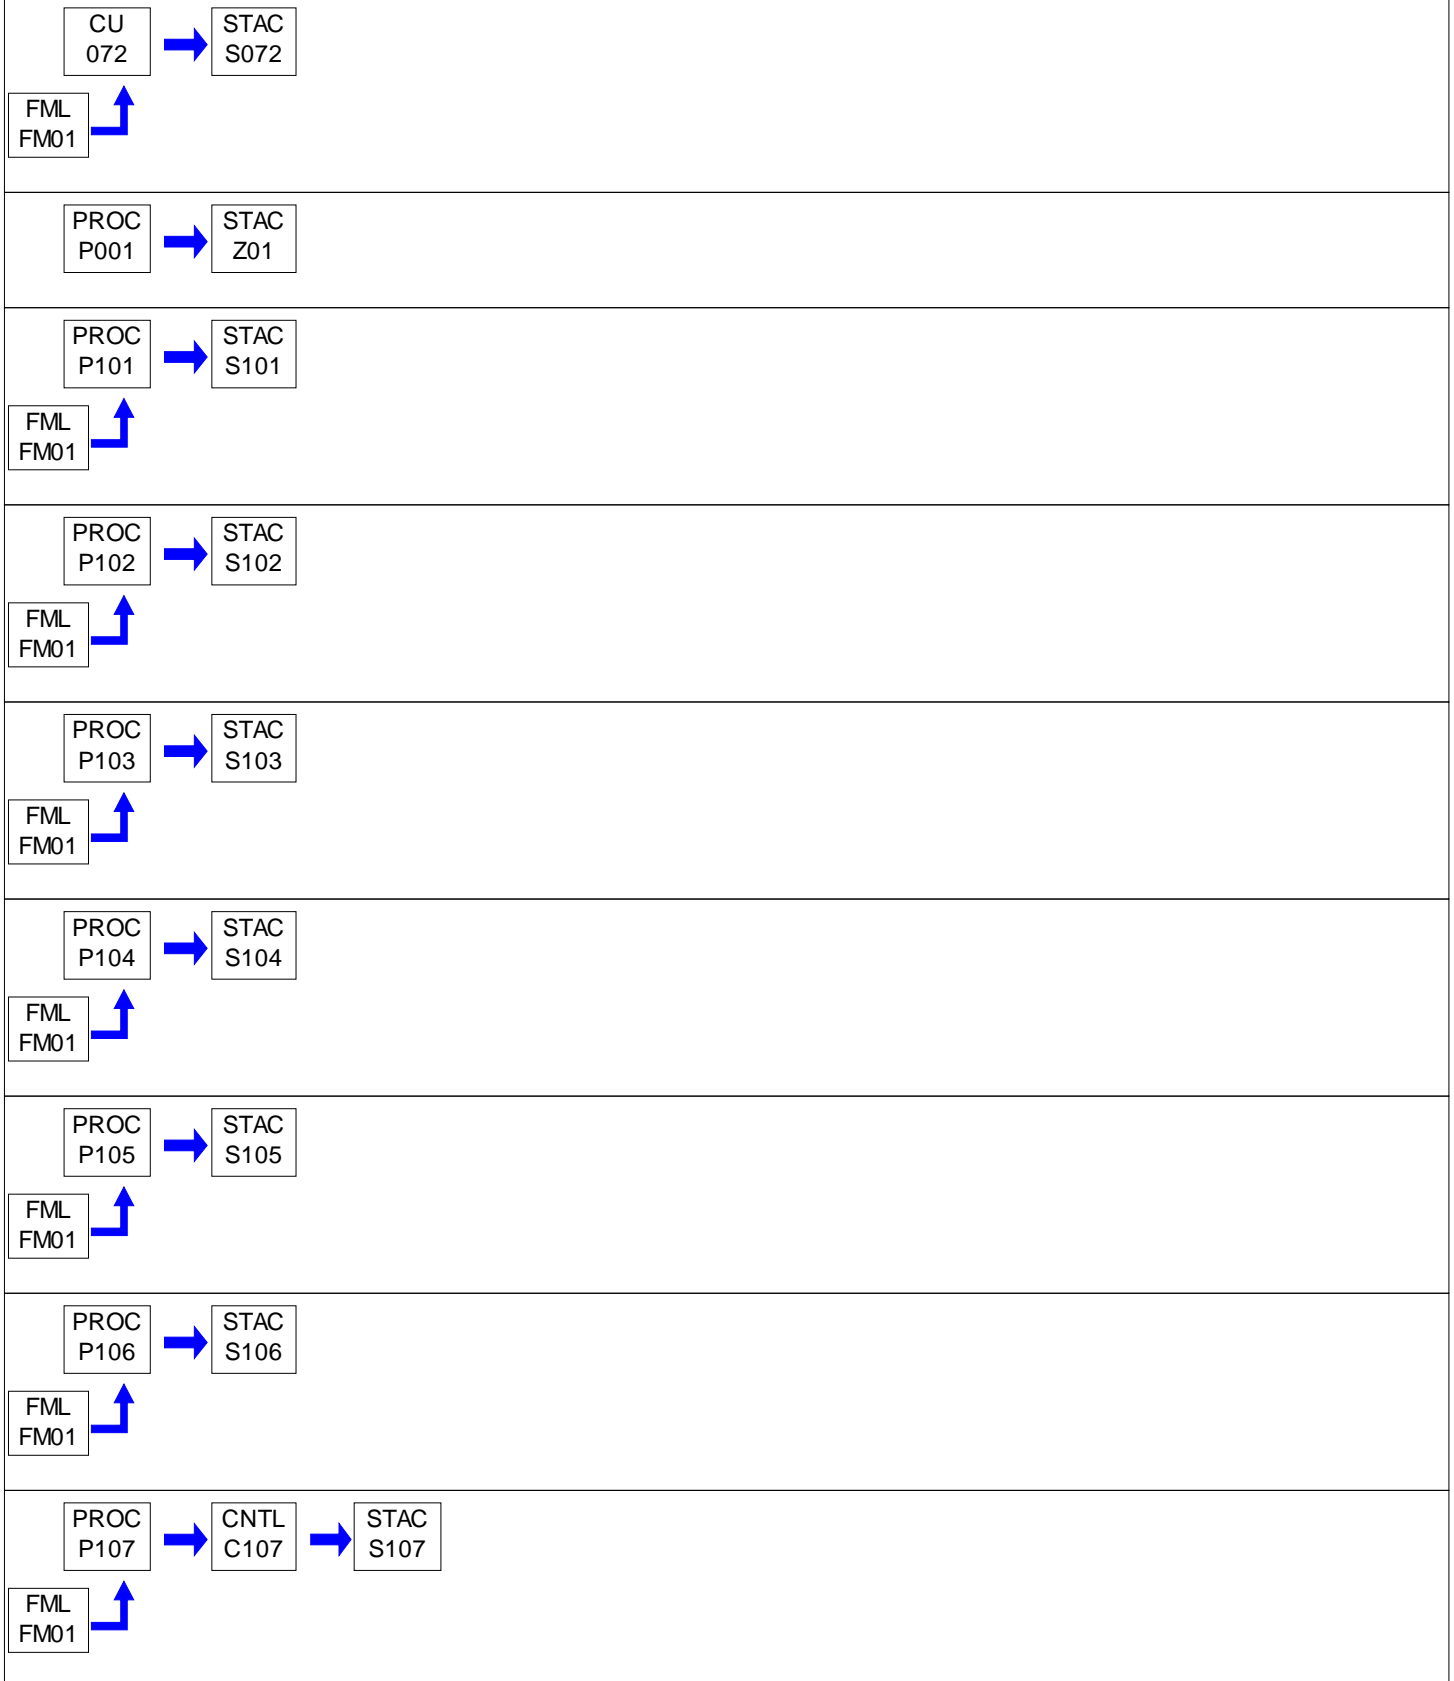 CU
072
STAC
S072
FML
FM01
PROC
P001
STAC
Z01
PROC
P101
STAC
S101
FML
FM01
PROC
P102
STAC
S102
FML
FM01
PROC
P103
STAC
S103
FML
FM01
PROC
P104
STAC
S104
FML
FM01
PROC
P105
STAC
S105
FML
FM01
PROC
P106
STAC
S106
FML
FM01
PROC
P107
CNTL
C107
STAC
S107
FML
FM01